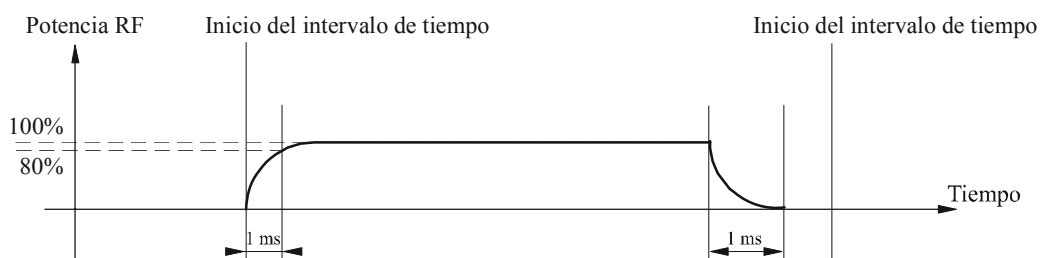 Potencia RF
Inicio del intervalo de tiempo
Inicio del intervalo de tiempo
100%
80%
Tiempo
1 ms
1 ms